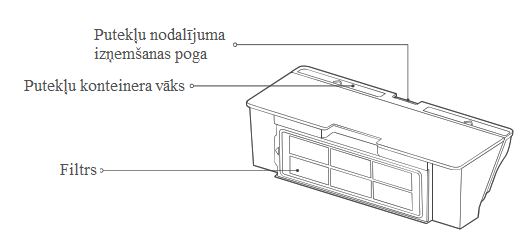 Putekļu nodalījuma
izņemšanas poga
Putekļu konteinera vāks
Filtrs